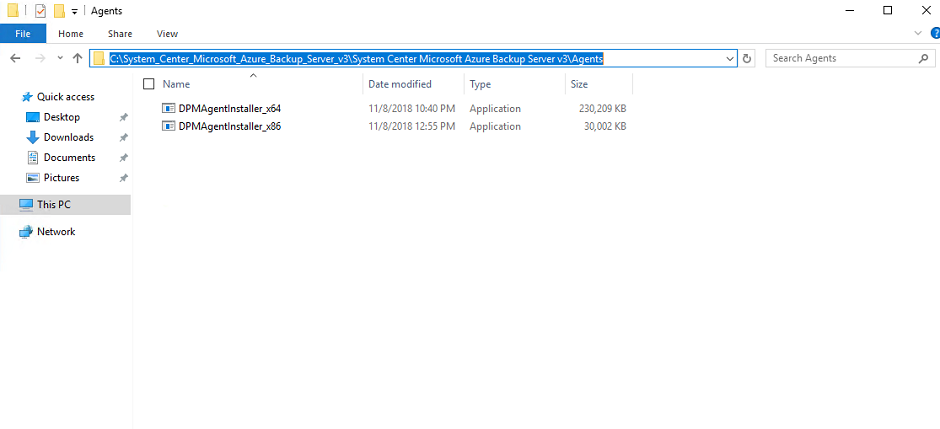 Agents
File Home Share View
C:\System_Center_Microsoft_Azure_Backup_Server_v3\System Center Microsoft Azure Backup Server v3\Agents Search Agents
Name Date modified Type Size
DPMAgentInstaller_x64 11/8/2018 10:40 PM Application 230,209 KB
DPMAgentInstaller_x86 11/8/2018 12:55 PM Application 30,002 KB
Quick access
Desktop
Downloads
Documents
Pictures
This PC
Network